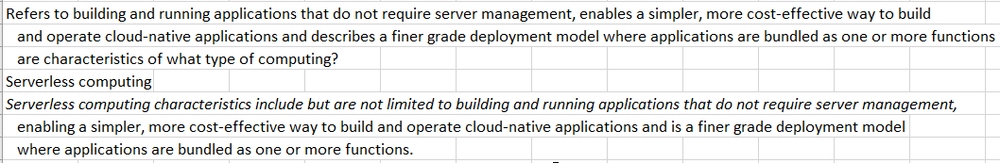 Refers to building and running applications that do not require server management, enables a simpler, more cost-effective way to build
and operate cloud-native applications and describes a finer grade deployment model where applications are bundled as one or more functions
are characteristics of what type of computing?
Serverless computing
Serverless computing characteristics include but are not limited to building and running applications that do not require server management,
enabling a simpler, more cost-effective way to build and operate cloud-native applications and is a finer grade deployment model
where applications are bundled as one or more functions.